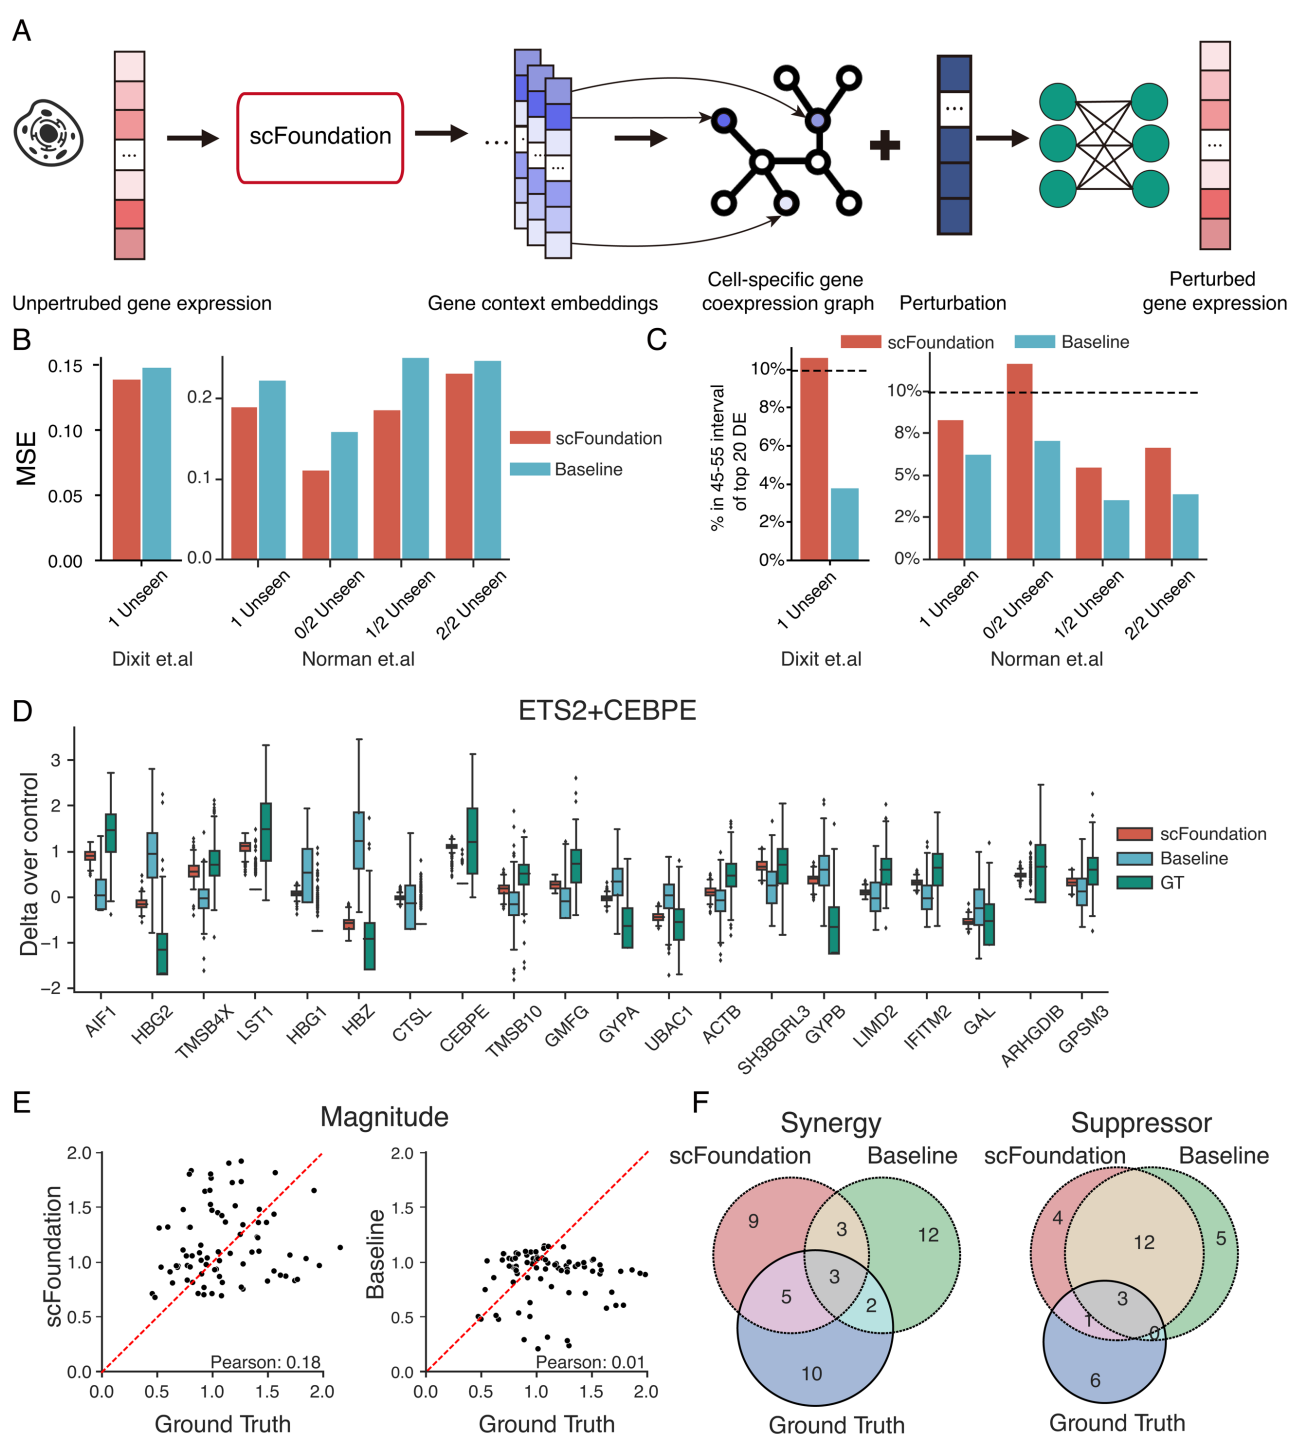 A
scFoundation
...
...
...
...
...
...
...
Unpertrubed gene expression
Gene context embeddings
Cell-specific gene
coexpression graph
Perturbation
Perturbed
gene expression
B
MSE
0.15
0.10
0.05
0.00
0.2
0.1
0.0
scFoundation
Baseline
1 Unseen
1 Unseen
0/2 Unseen
1/2 Unseen
2/2 Unseen
Dixit et.al
Norman et.al
C
scFoundation
Baseline
% in 45-55 interval
of top 20 DE
10%
8%
6%
4%
2%
0%
10%
8%
5%
2%
0%
1 Unseen
1 Unseen
0/2 Unseen
1/2 Unseen
2/2 Unseen
Dixit et.al
Norman et.al
D
ETS2+CEBPE
Delta over control
3
2
1
0
−1
−2
scFoundation
Baseline
GT
AIF1
HBG2
TMSB4X
LST1
HBG1
HBZ
CTSL
CEBPE
TMSB10
GMFG
GYPA
UBAC1
ACTB
SH3BGRL3
GYPB
LIMD2
IFITM2
GAL
ARHGDIB
GPSM3
E
Magnitude
scFoundation
2.0
1.5
1.0
0.5
0.0
Pearson: 0.18
0.0 0.5 1.0 1.5 2.0
Ground Truth
Baseline
2.0
1.5
1.0
0.5
0.0
Pearson: 0.01
0.0 0.5 1.0 1.5 2.0
Ground Truth
F
Synergy
scFoundation Baseline
9
3
12
3
5
2
10
Ground Truth
Suppressor
scFoundation Baseline
4
12
5
3
1
0
6
Ground Truth